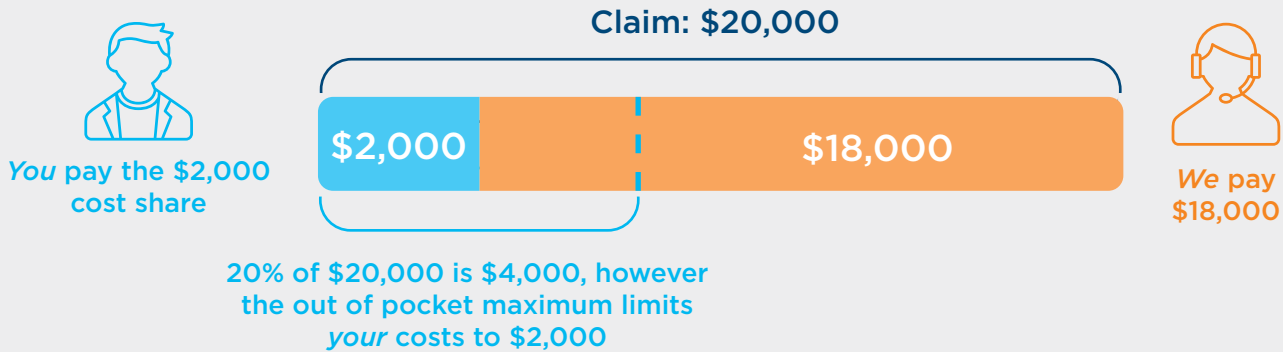 Claim: $20,000
You pay the $2,000
cost share
$2,000
$18,000
We pay
$18,000
20% of $20,000 is $4,000, however
the out of pocket maximum limits
your costs to $2,000